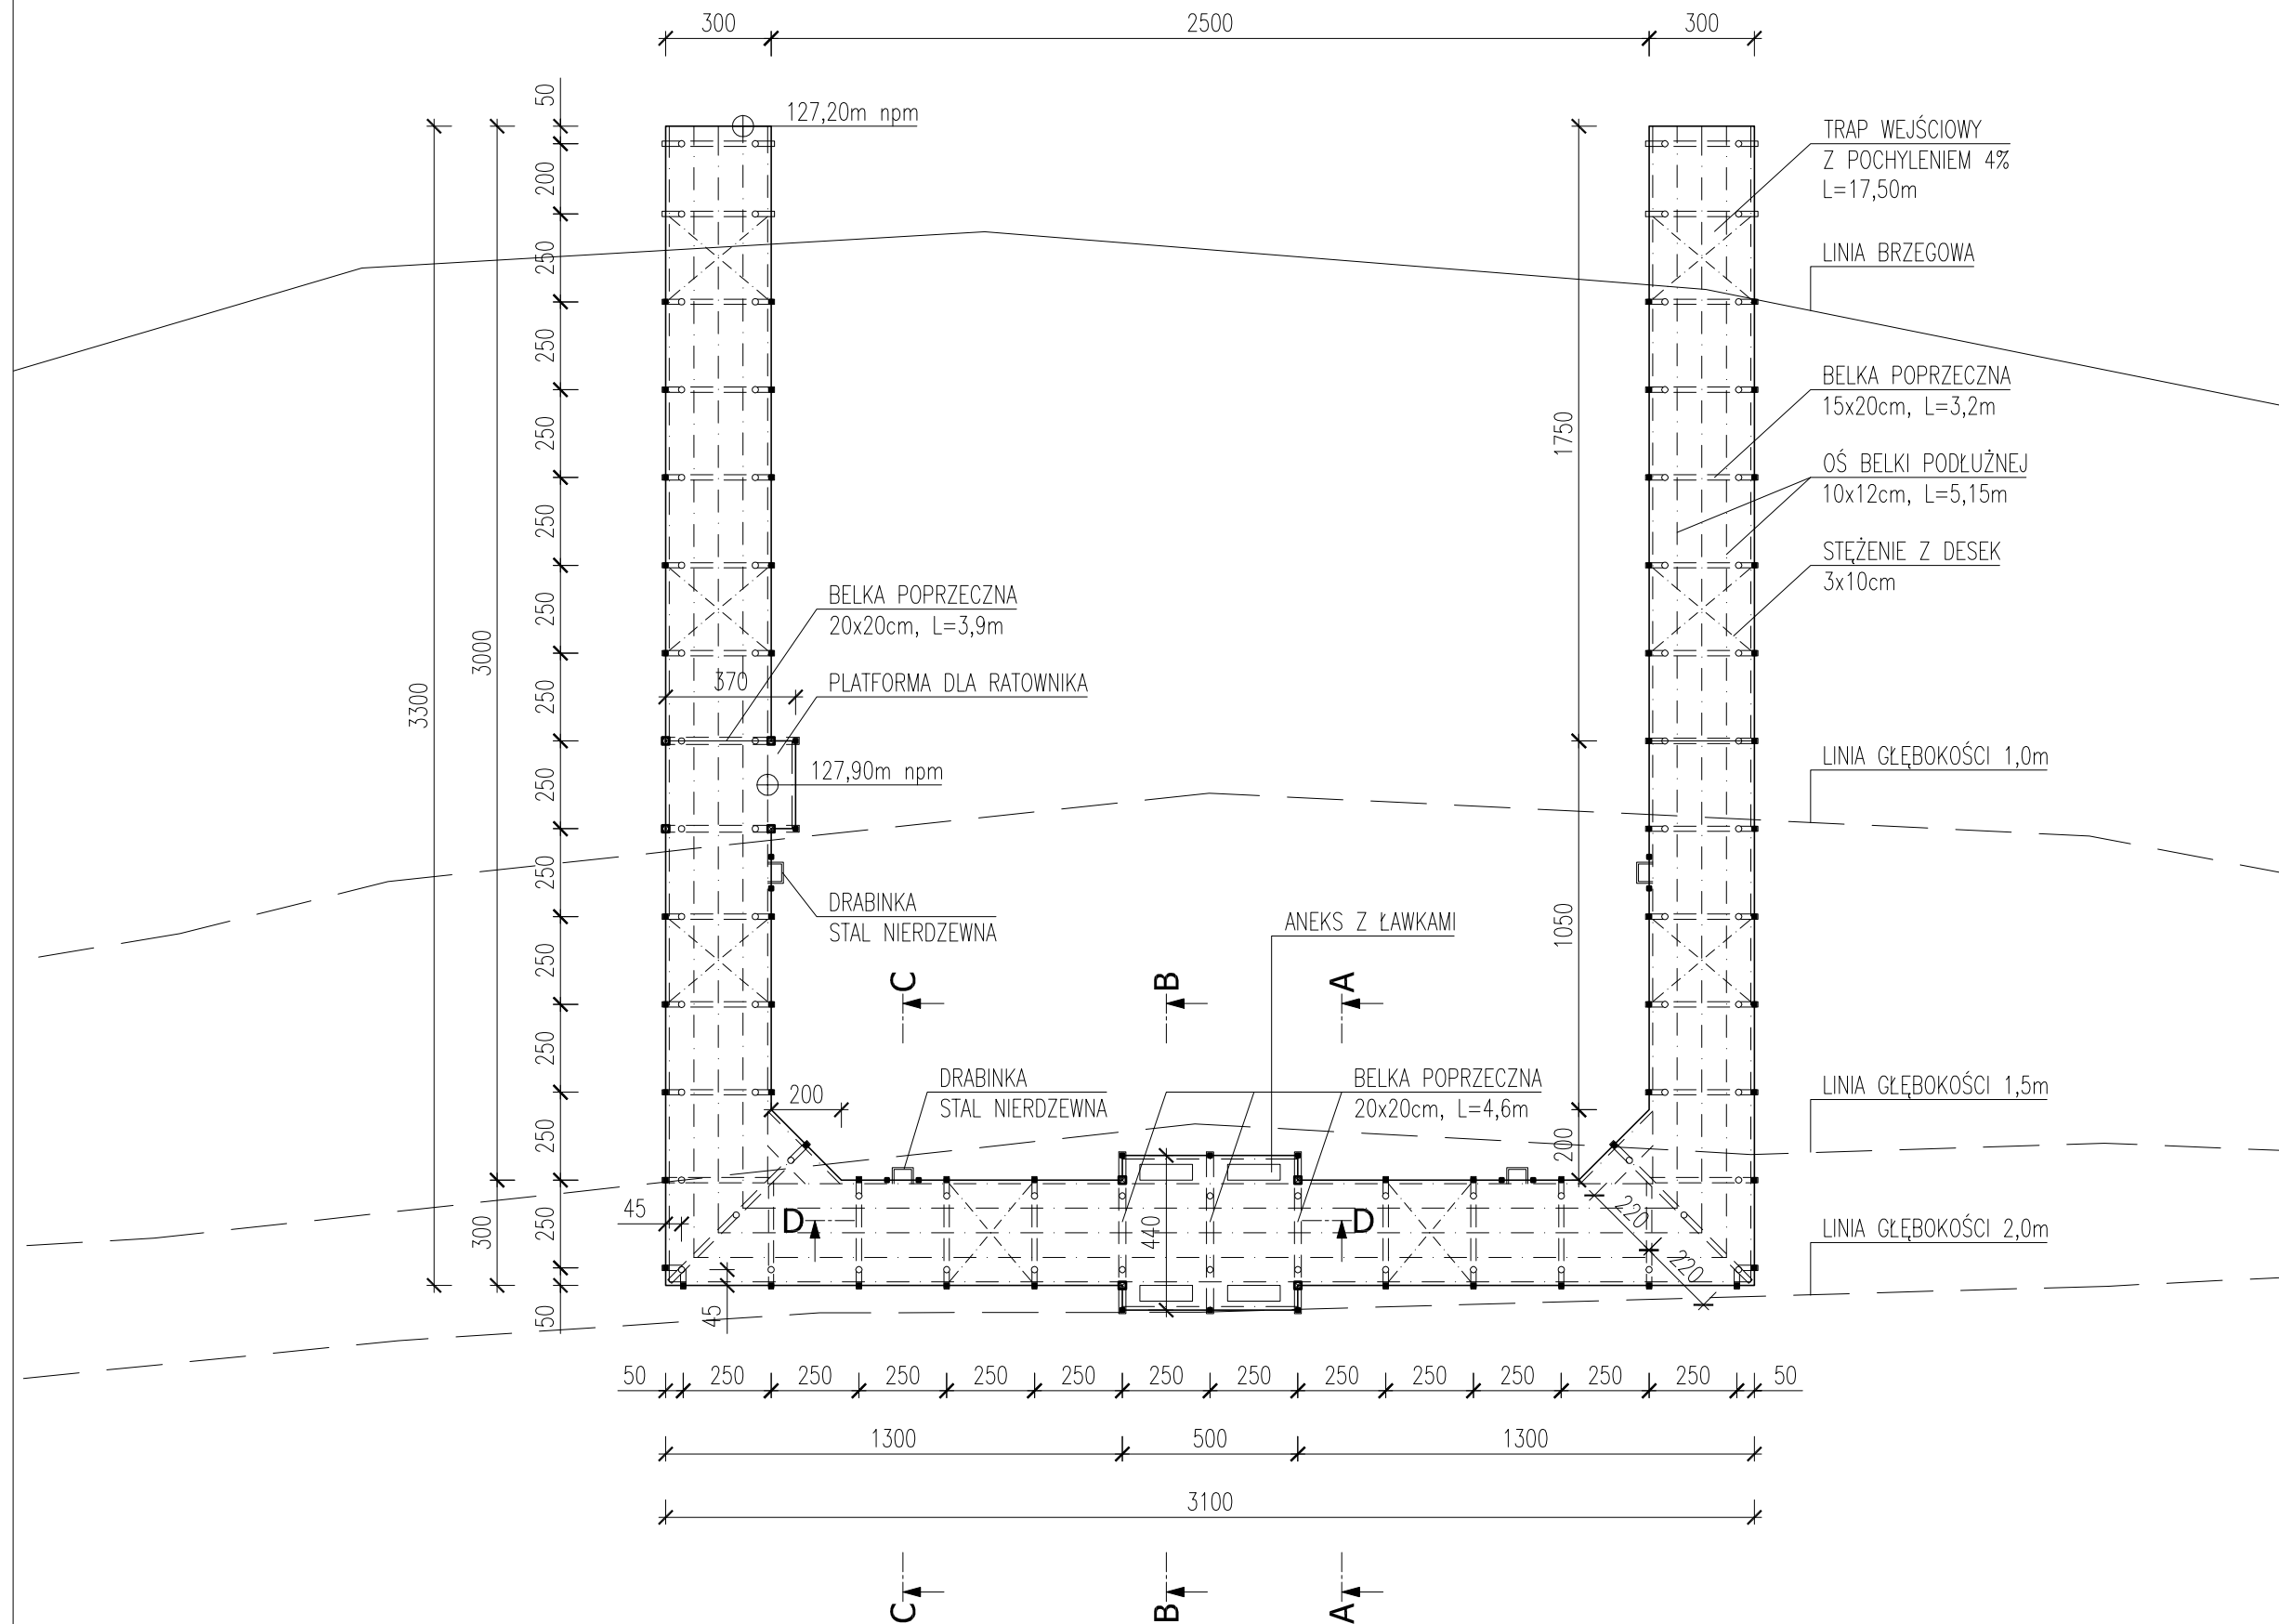 300
2500
300
50
127,20m npm
TRAP WEJŚCIOWY
Z POCHYLENIEM 4%
L=17,50m
200
LINIA BRZEGOWA
250
250
BELKA POPRZECZNA
15x20cm, L=3,2m
1750
250
OŚ BELKI PODŁUŻNEJ
10x12cm, L=5,15m
250
STĘŻENIE Z DESEK
3x10cm
BELKA POPRZECZNA
20x20cm, L=3,9m
250
3000
3300
370
PLATFORMA DLA RATOWNIKA
250
LINIA GŁĘBOKOŚCI 1,0m
127,90m npm
250
250
DRABINKA
STAL NIERDZEWNA
ANEKS Z ŁAWKAMI
1050
250
C
B
A
250
DRABINKA
STAL NIERDZEWNA
BELKA POPRZECZNA
20x20cm, L=4,6m
LINIA GŁĘBOKOŚCI 1,5m
200
200
250
45
300
250
D
440
D
220
220
LINIA GŁĘBOKOŚCI 2,0m
50
45
50
250
250
250
250
250
250
250
250
250
250
250
250
50
1300
500
1300
3100
C
B
A